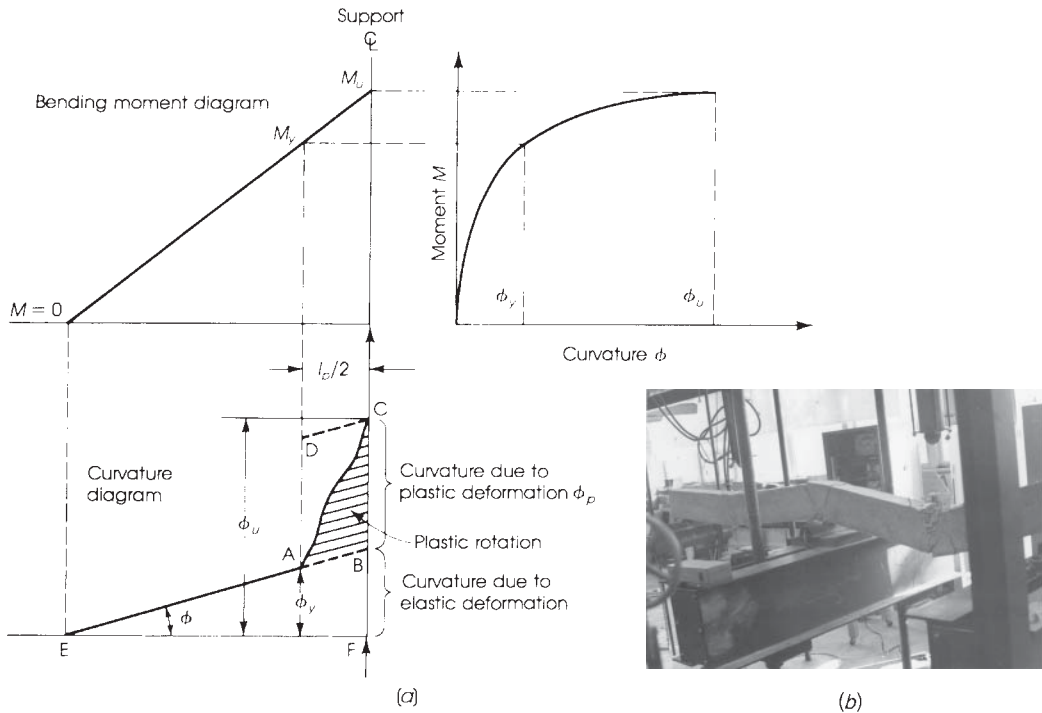 Support
℄
M_u
Bending moment diagram
M_y
M = 0
Moment M
ϕ_y
ϕ_u
Curvature ϕ
l_p/2
C
D
Curvature diagram
Curvature due to
plastic deformation ϕ_p
ϕ_u
Plastic rotation
A
B
ϕ_y
Curvature due to
elastic deformation
ϕ
E
F
(a)
(b)